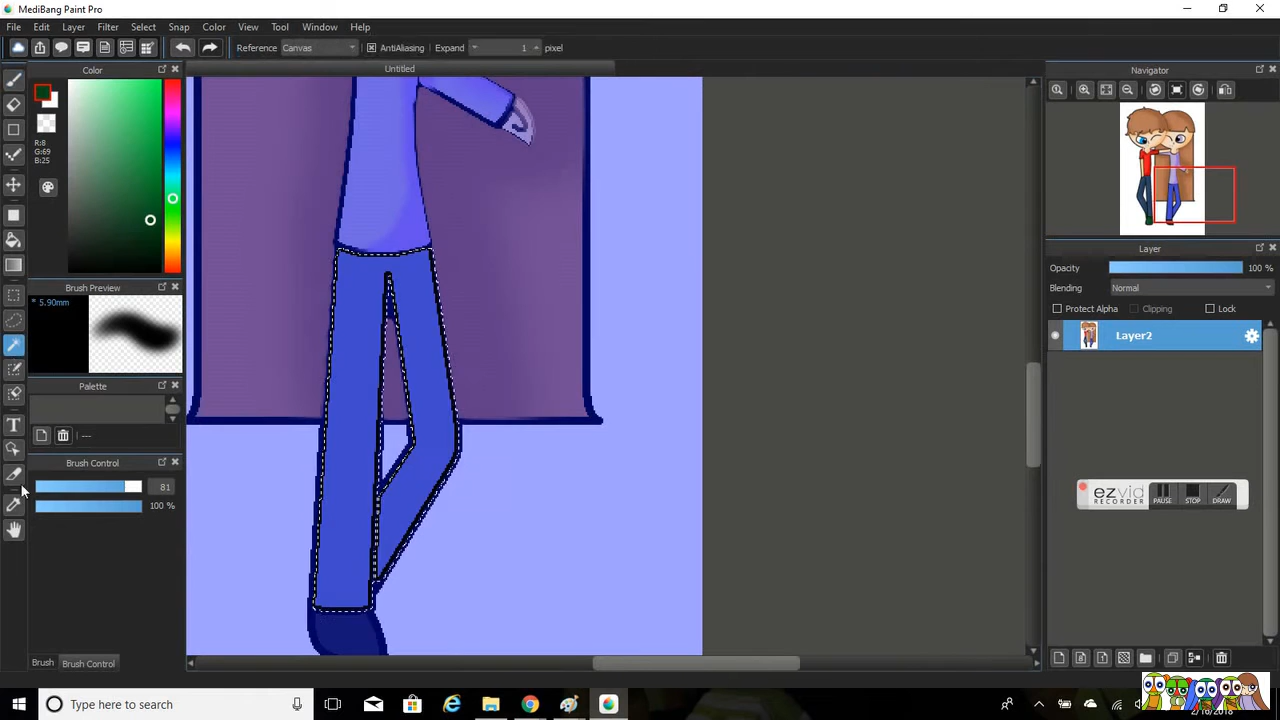 MediBang Paint Pro
File Edit Layer Filter Select Snap Color View Tool Window Help
Reference Canvas AntiAliasing Expand 1 pixel
Color
Untitled
Navigator
R:8
G:69
B:25
Brush Preview
* 5.90mm
Layer
Opacity 100 %
Blending Normal
Protect Alpha Clipping Lock
Layer2
Palette
---
Brush Control
81
100 %
ezvid
RECORDER
PAUSE STOP DRAW
Brush Brush Control
Type here to search